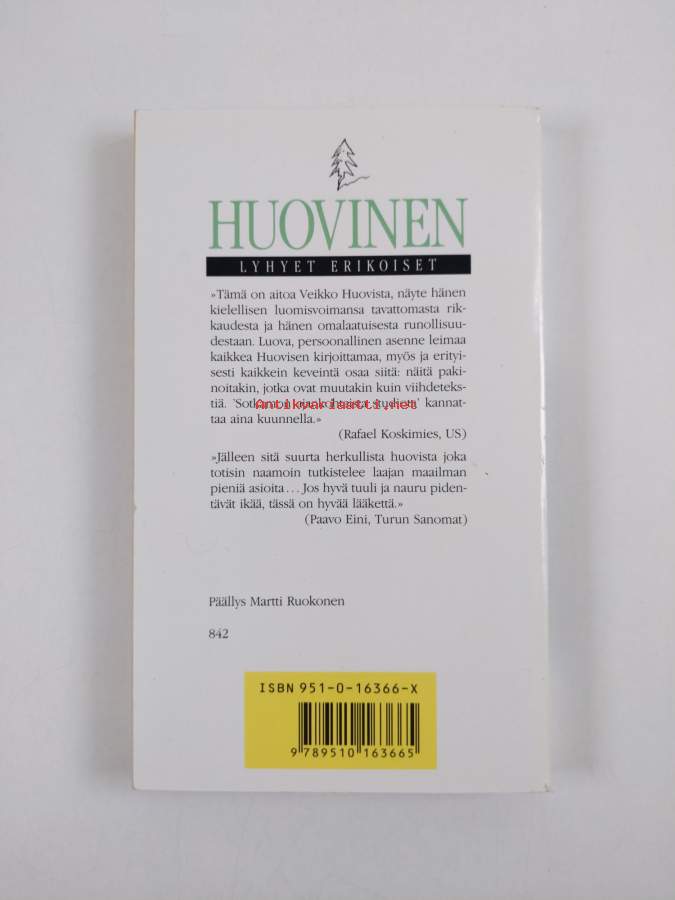 HUOVINEN
LYHYET ERIKOISET
»Tämä on aitoa Veikko Huovista, näyte hänen
kielellisen luomisvoimansa tavattomasta rik-
kaudesta ja hänen omalaatuisesta runollisuu-
destaan. Luova, persoonallinen asenne leimaa
kaikkea Huovisen kirjoittamaa, myös ja erityi-
sesti kaikkein keveintä osaa siitä: näitä paki-
noitakin, jotka ovat muutakin kuin viihdeteks-
tiä. kannat-
Antikvariaatti.net
taa aina kuunnella.»
(Rafael Koskimies, US)
»Jälleen sitä suurta herkullista huovista joka
totisin naamoin tutkistelee laajan maailman
pieniä asioita... Jos hyvä tuuli ja nauru piden-
tävät ikää, tässä on hyvää lääkettä.»
(Paavo Eini, Turun Sanomat)
Päällys Martti Ruokonen
842
ISBN 951-0-16366-X
9 789510 163665